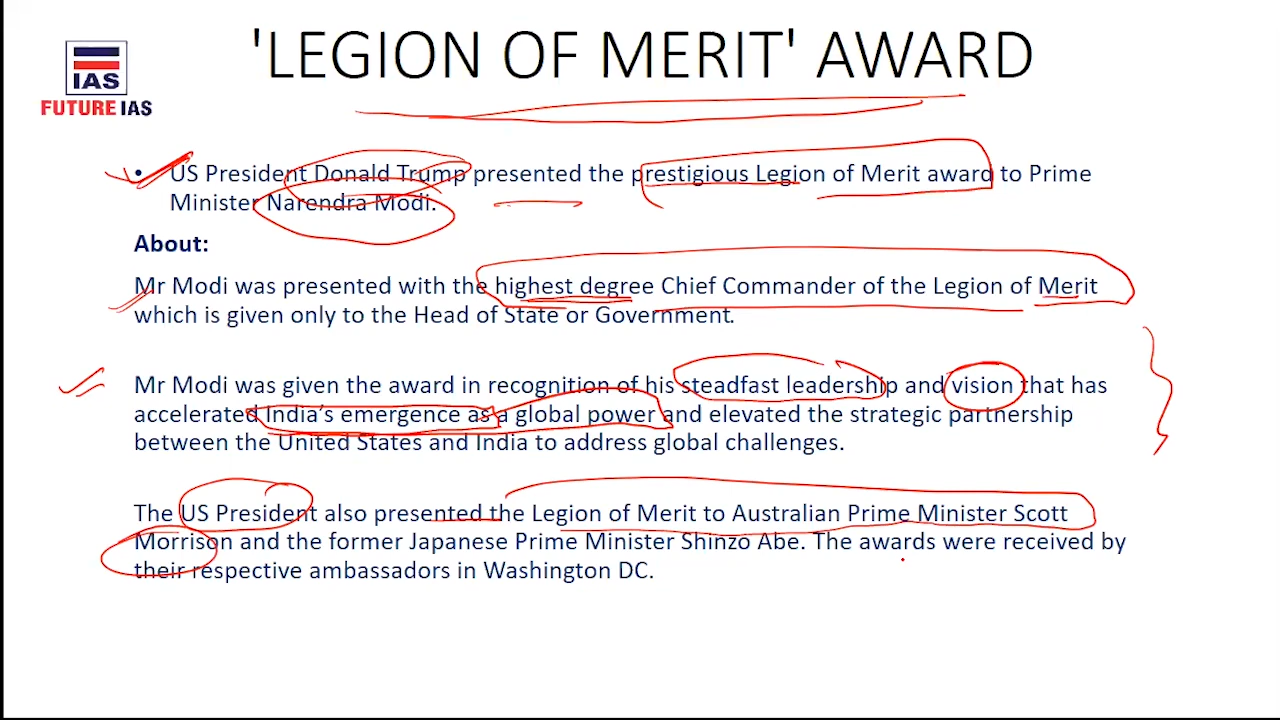 'LEGION OF MERIT' AWARD
IAS
FUTURE IAS
• US President Donald Trump presented the prestigious Legion of Merit award to Prime
Minister Narendra Modi.
About:
Mr Modi was presented with the highest degree Chief Commander of the Legion of Merit
which is given only to the Head of State or Government.
Mr Modi was given the award in recognition of his steadfast leadership and vision that has
accelerated India's emergence as a global power and elevated the strategic partnership
between the United States and India to address global challenges.
The US President also presented the Legion of Merit to Australian Prime Minister Scott
Morrison and the former Japanese Prime Minister Shinzo Abe. The awards were received by
their respective ambassadors in Washington DC.